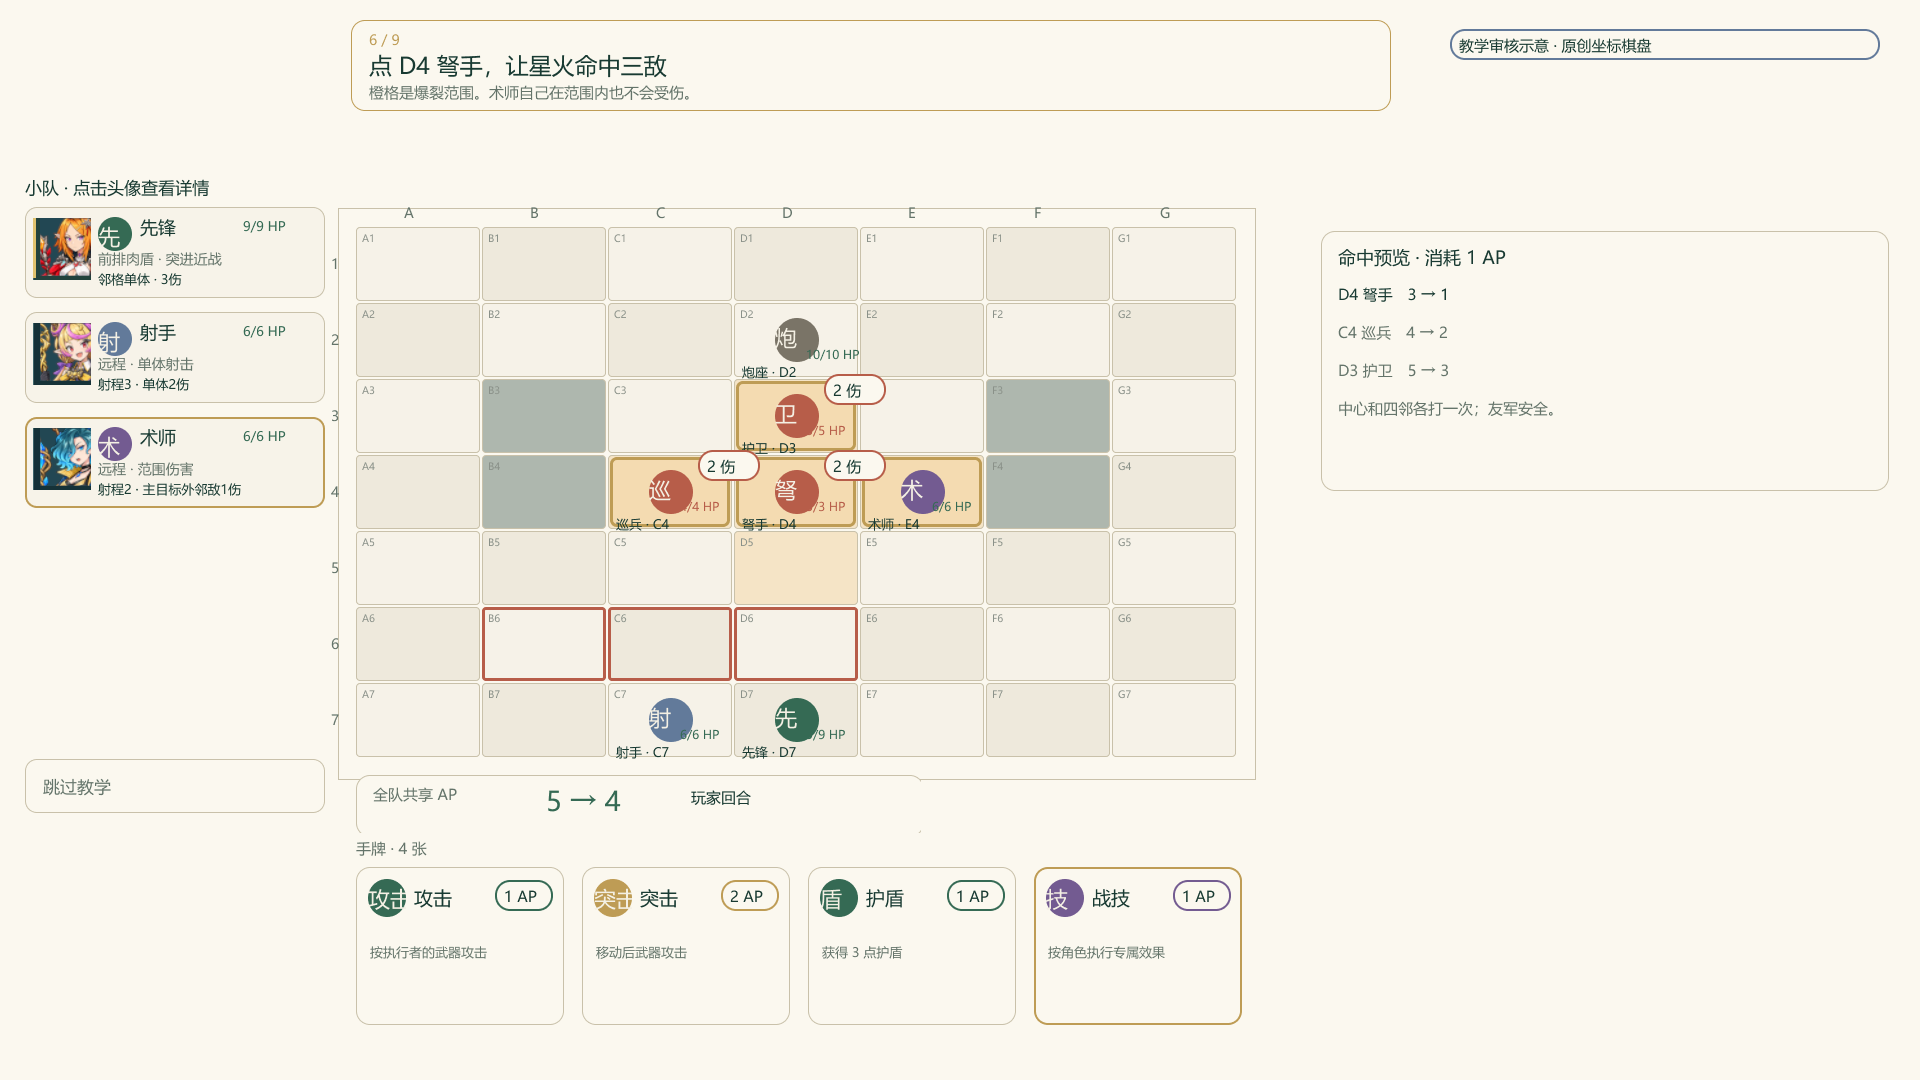 6 / 9
点 D4 弩手，让星火命中三敌
橙格是爆裂范围。术师自己在范围内也不会受伤。
教学审核示意 · 原创坐标棋盘
小队 · 点击头像查看详情
先 先锋 9/9 HP
前排肉盾 · 突进近战
邻格单体 · 3伤
射 射手 6/6 HP
远程 · 单体射击
射程3 · 单体2伤
术 术师 6/6 HP
远程 · 范围伤害
射程2 · 主目标外邻敌1伤
跳过教学
A B C D E F G
1
A1 B1 C1 D1 E1 F1 G1
2
A2 B2 C2 D2 E2 F2 G2
炮 10/10 HP
炮座 · D2
3
A3 B3 C3 E3 F3 G3
2 伤
卫 /5 HP
护卫 · D3
4
A4 B4 F4 G4
2 伤 2 伤
巡 /4 HP 弩 /3 HP 术 6/6 HP
巡兵 · C4 弩手 · D4 术师 · E4
5
A5 B5 C5 D5 E5 F5 G5
6
A6 B6 C6 D6 E6 F6 G6
7
A7 B7 C7 D7 E7 F7 G7
射 6/6 HP 先 /9 HP
射手 · C7 先锋 · D7
命中预览 · 消耗 1 AP
D4 弩手 3 → 1
C4 巡兵 4 → 2
D3 护卫 5 → 3
中心和四邻各打一次；友军安全。
全队共享 AP 5 → 4 玩家回合
手牌 · 4 张
攻击 攻击 1 AP
按执行者的武器攻击
突击 突击 2 AP
移动后武器攻击
盾 护盾 1 AP
获得 3 点护盾
技 战技 1 AP
按角色执行专属效果